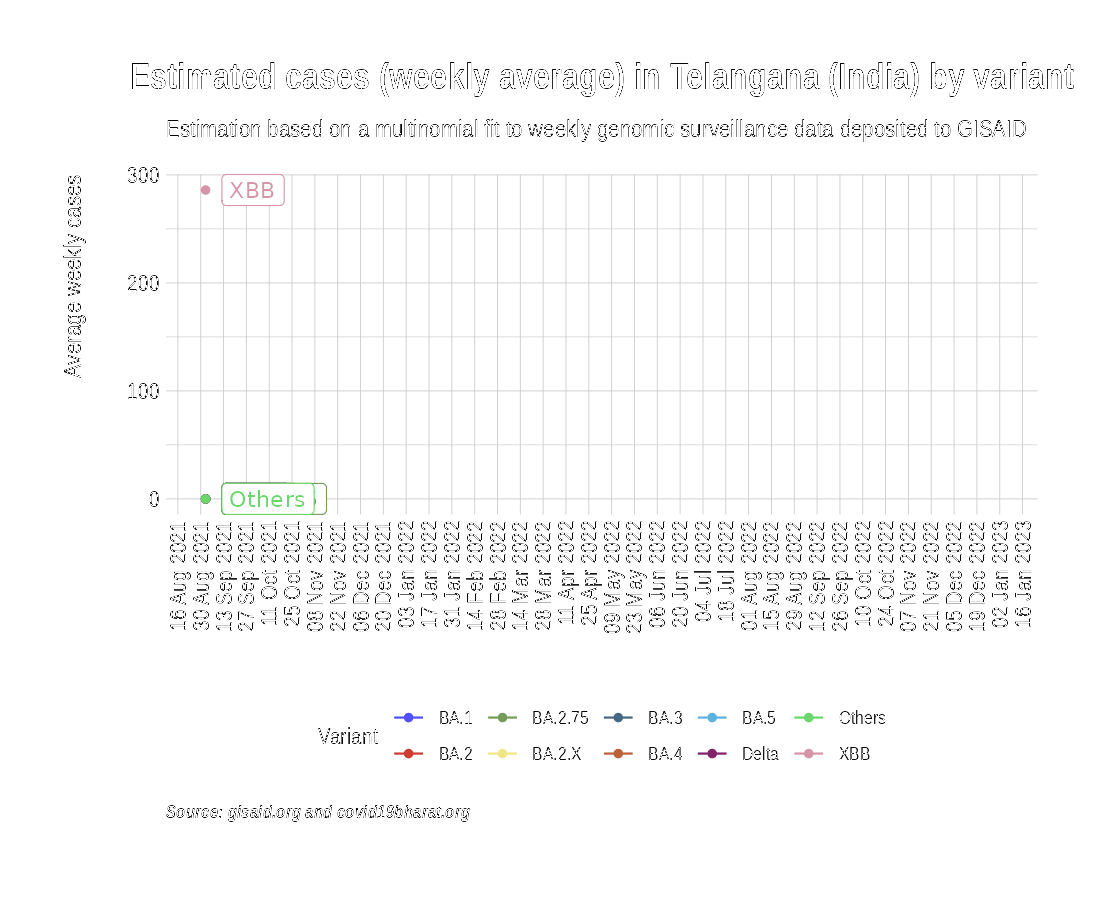 Estimated cases (weekly average) in Telangana (India) by variant
Estimation based on a multinomial fit to weekly genomic surveillance data deposited to GISAID
Average weekly cases
300
200
100
0
XBB
Others
16 Aug 2021
30 Aug 2021
13 Sep 2021
27 Sep 2021
11 Oct 2021
25 Oct 2021
08 Nov 2021
22 Nov 2021
06 Dec 2021
20 Dec 2021
03 Jan 2022
17 Jan 2022
31 Jan 2022
14 Feb 2022
28 Feb 2022
14 Mar 2022
28 Mar 2022
11 Apr 2022
25 Apr 2022
09 May 2022
23 May 2022
06 Jun 2022
20 Jun 2022
04 Jul 2022
18 Jul 2022
01 Aug 2022
15 Aug 2022
29 Aug 2022
12 Sep 2022
26 Sep 2022
10 Oct 2022
24 Oct 2022
07 Nov 2022
21 Nov 2022
05 Dec 2022
19 Dec 2022
02 Jan 2023
16 Jan 2023
Variant
BA.1 BA.2.75 BA.3 BA.5 Others
BA.2 BA.2.X BA.4 Delta XBB
Source: gisaid.org and covid19bharat.org